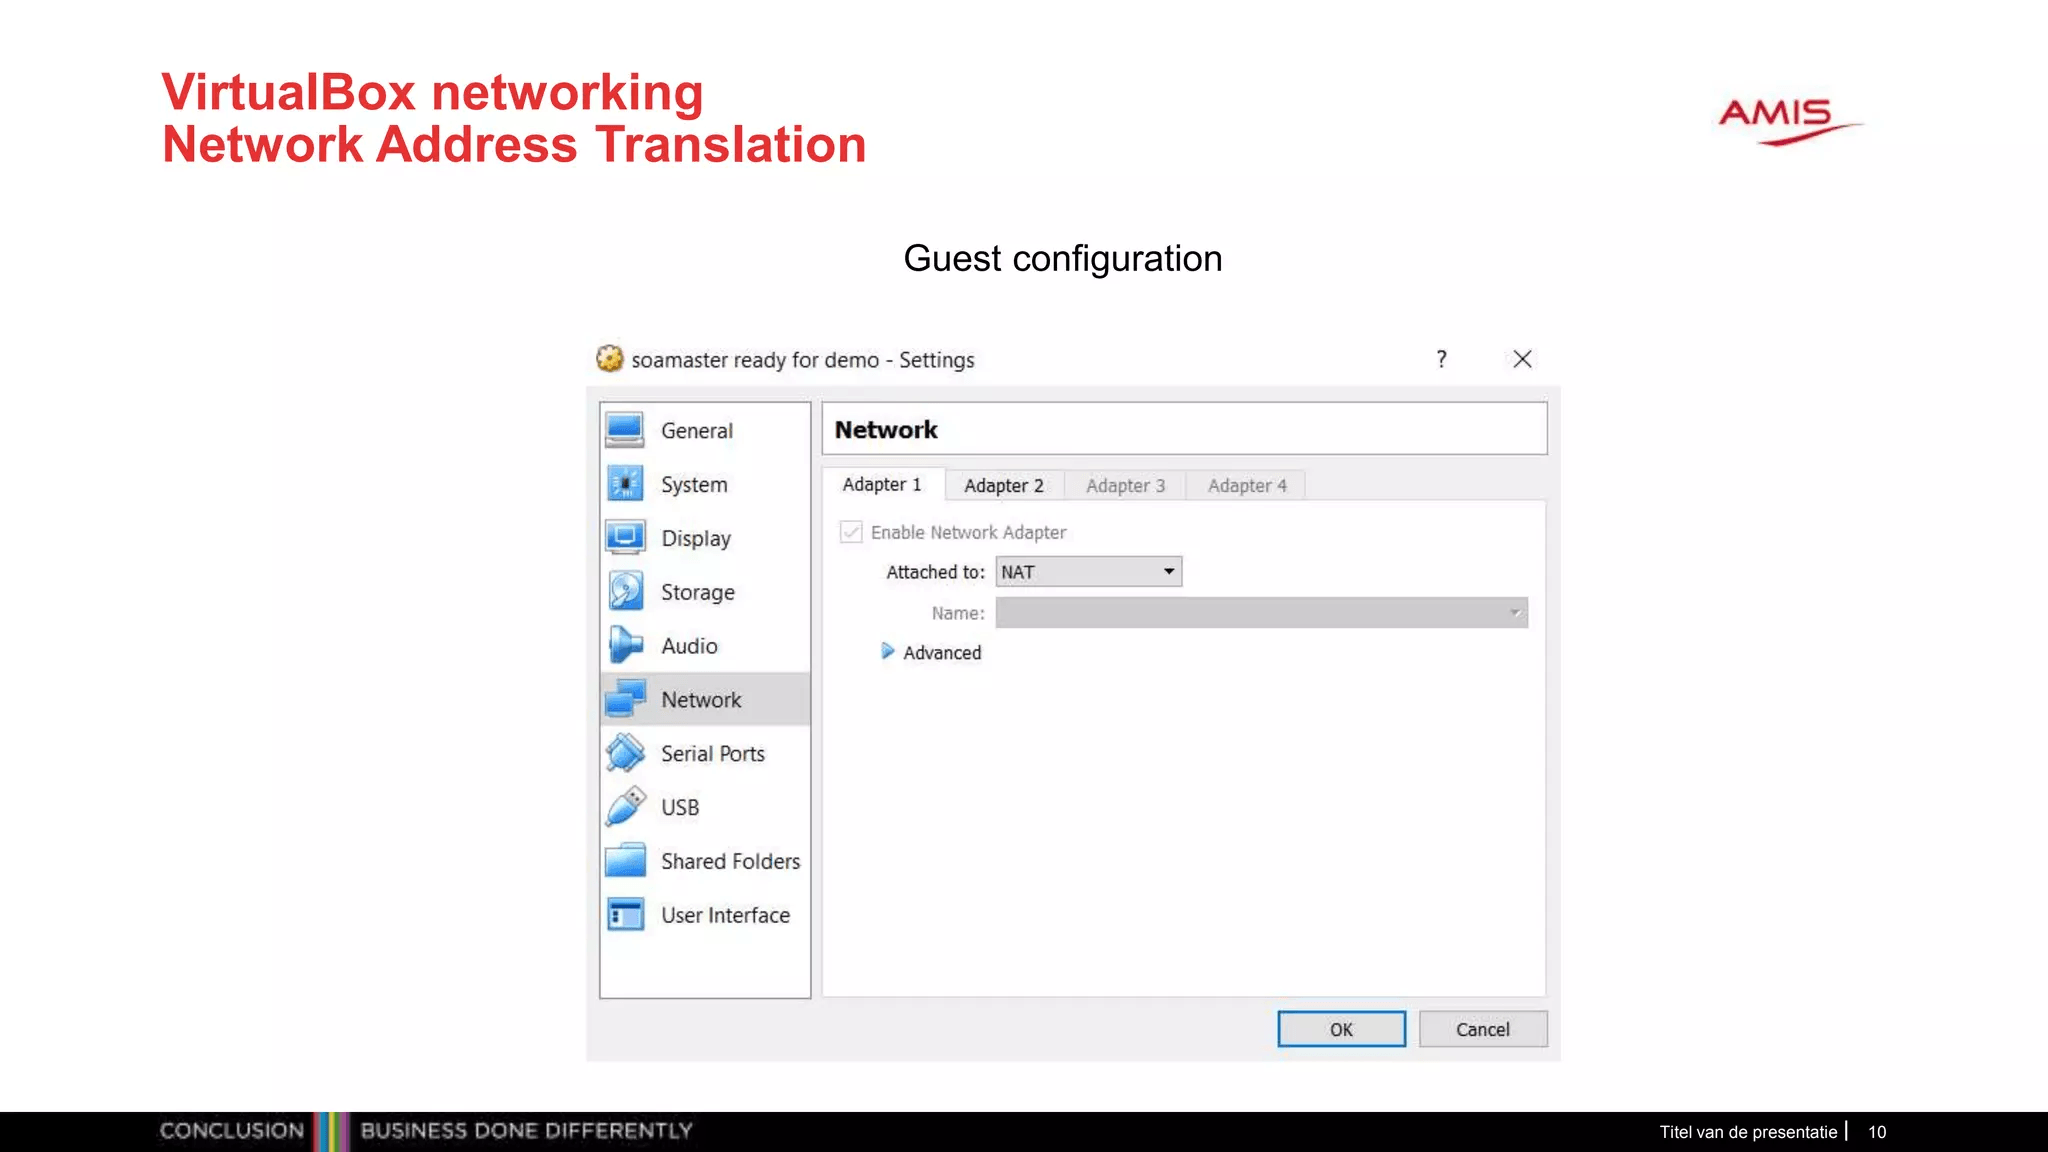 VirtualBox networking
Network Address Translation
AMIS
Guest configuration
soamaster ready for demo - Settings
?
General
System
Display
Storage
Audio
Network
Serial Ports
USB
Shared Folders
User Interface
Network
Adapter 1 Adapter 2 Adapter 3 Adapter 4
Enable Network Adapter
Attached to: NAT
Name:
Advanced
OK Cancel
CONCLUSION BUSINESS DONE DIFFERENTLY
Titel van de presentatie | 10